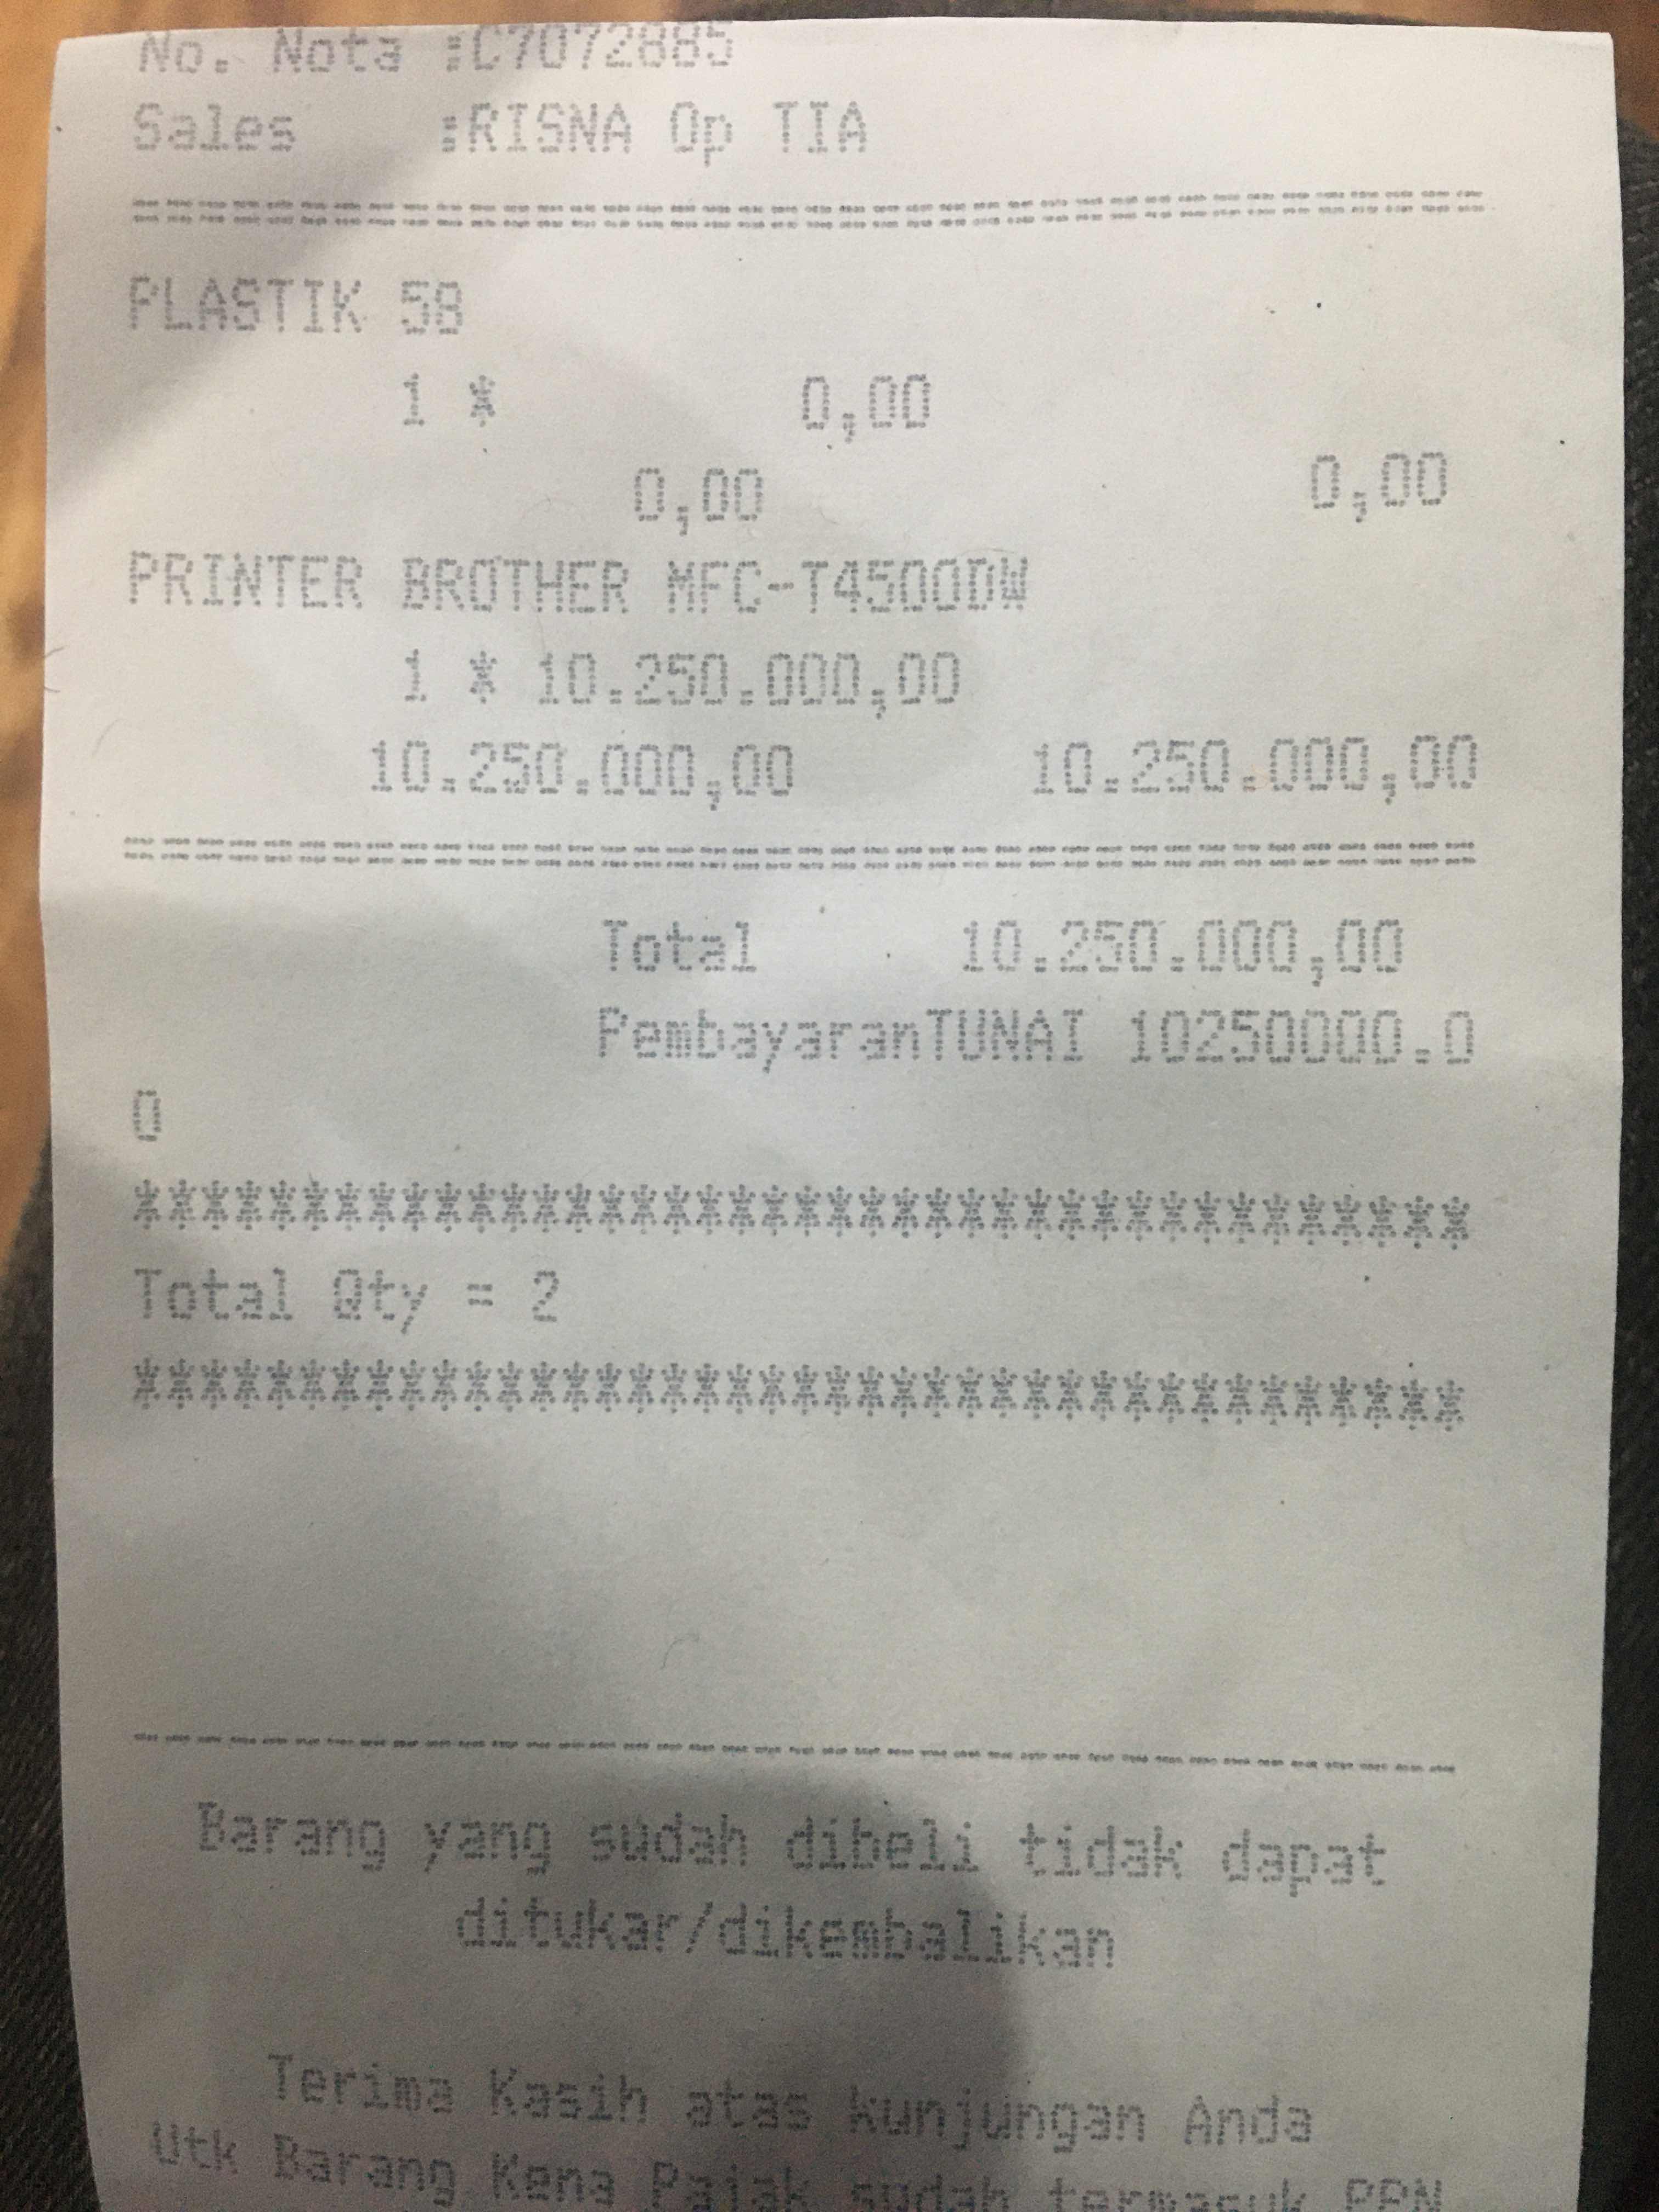 No. Nota :C7072885
Sales :RISNA Op TIA
PLASTIK 58
1 * 0,00
0,00 0,00
PRINTER BROTHER MFC-T4500DW
1 * 10.250.000,00
10.250.000,00 10.250.000,00
Total 10.250.000,00
PembayaranTUNAI 10250000.0
0
****************************************
Total Qty = 2
****************************************
Barang yang sudah dibeli tidak dapat
ditukar/dikembalikan
Terima Kasih atas Kunjungan Anda
Utk Barang Kena Pajak sudah termasuk PPN